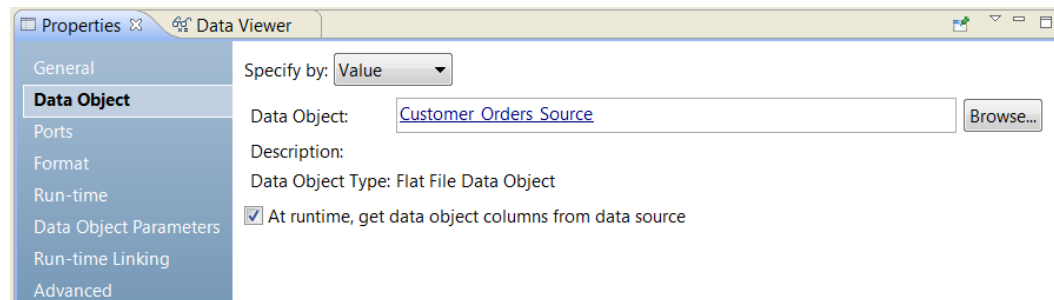 Properties Data Viewer
General
Data Object
Ports
Format
Run-time
Data Object Parameters
Run-time Linking
Advanced
Specify by: Value
Data Object: Customer_Orders_Source Browse...
Description:
Data Object Type: Flat File Data Object
At runtime, get data object columns from data source